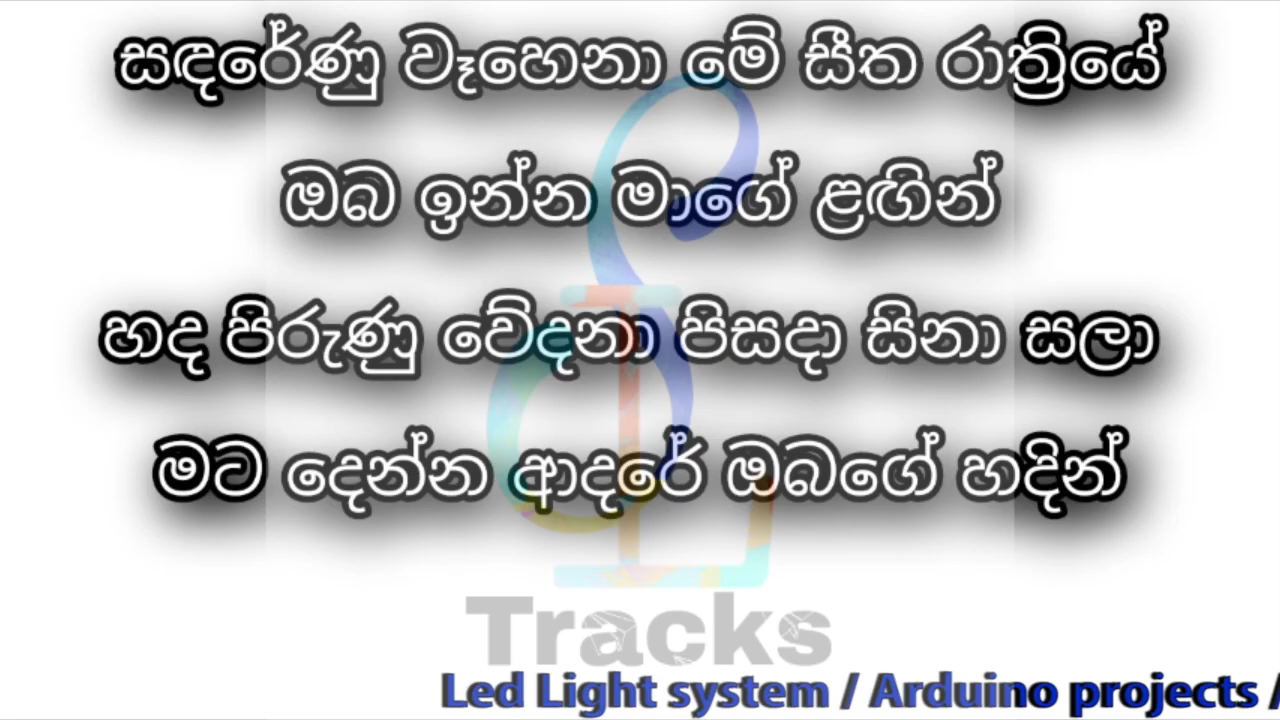 සඳරේණු වෑහෙනා මේ සීත රාත්‍රියේ
ඔබ ඉන්න මාගේ ළඟින්
හද පිරුණු වේදනා පිසදා සිනා සලා
මට දෙන්න ආදරේ ඔබගේ හදින්
Tracks
Led Light system / Arduino projects /